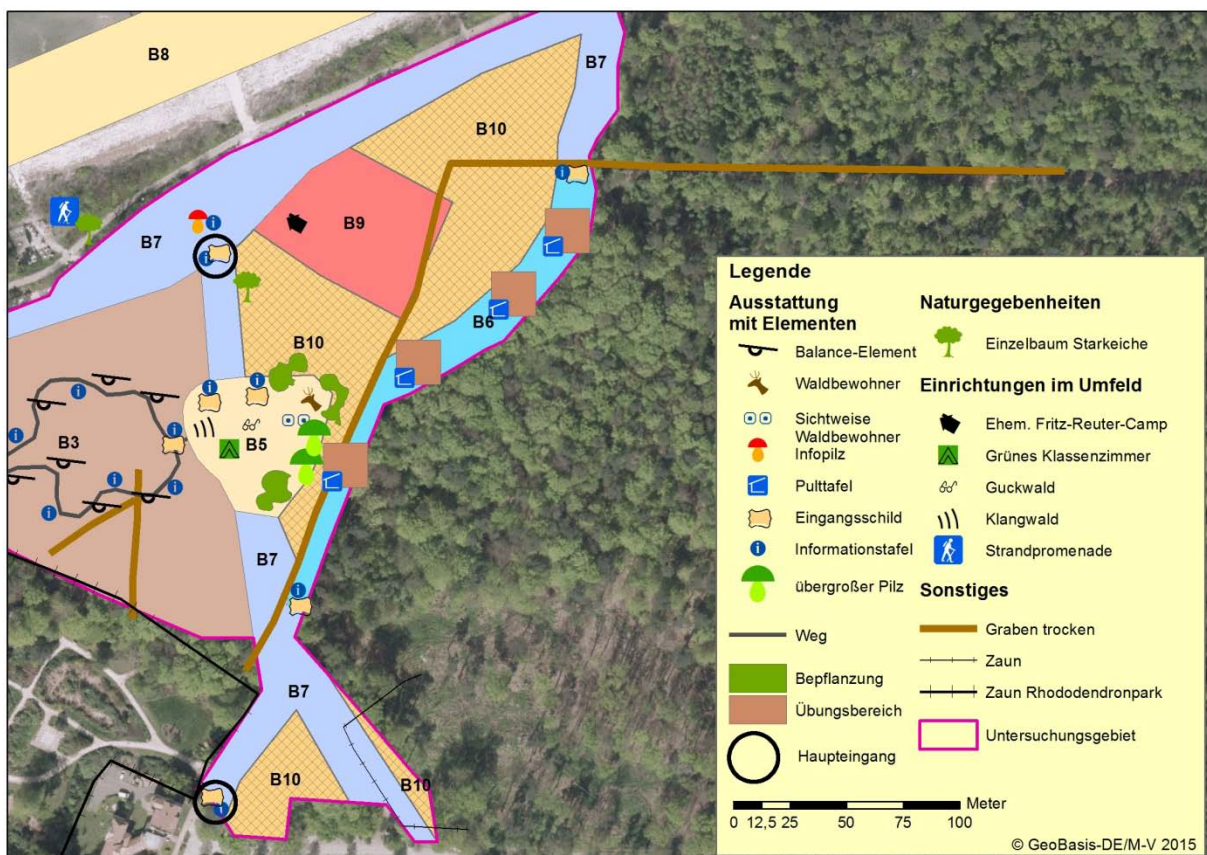 B8
B7
B10
B9
B7
B6
B10
B3
B5
B7
B7
B10
B10
Legende
Ausstattung
mit Elementen
Balance-Element
Waldbewohner
Sichtweise
Waldbewohner
Infopilz
Pulttafel
Eingangsschild
Informationstafel
übergroßer Pilz
Weg
Bepflanzung
Übungsbereich
Haupteingang
Naturgegebenheiten
Einzelbaum Starkeiche
Einrichtungen im Umfeld
Ehem. Fritz-Reuter-Camp
Grünes Klassenzimmer
Guckwald
Klangwald
Strandpromenade
Sonstiges
Graben trocken
Zaun
Zaun Rhododendronpark
Untersuchungsgebiet
Meter
0 12,5 25 50 75 100
© GeoBasis-DE/M-V 2015